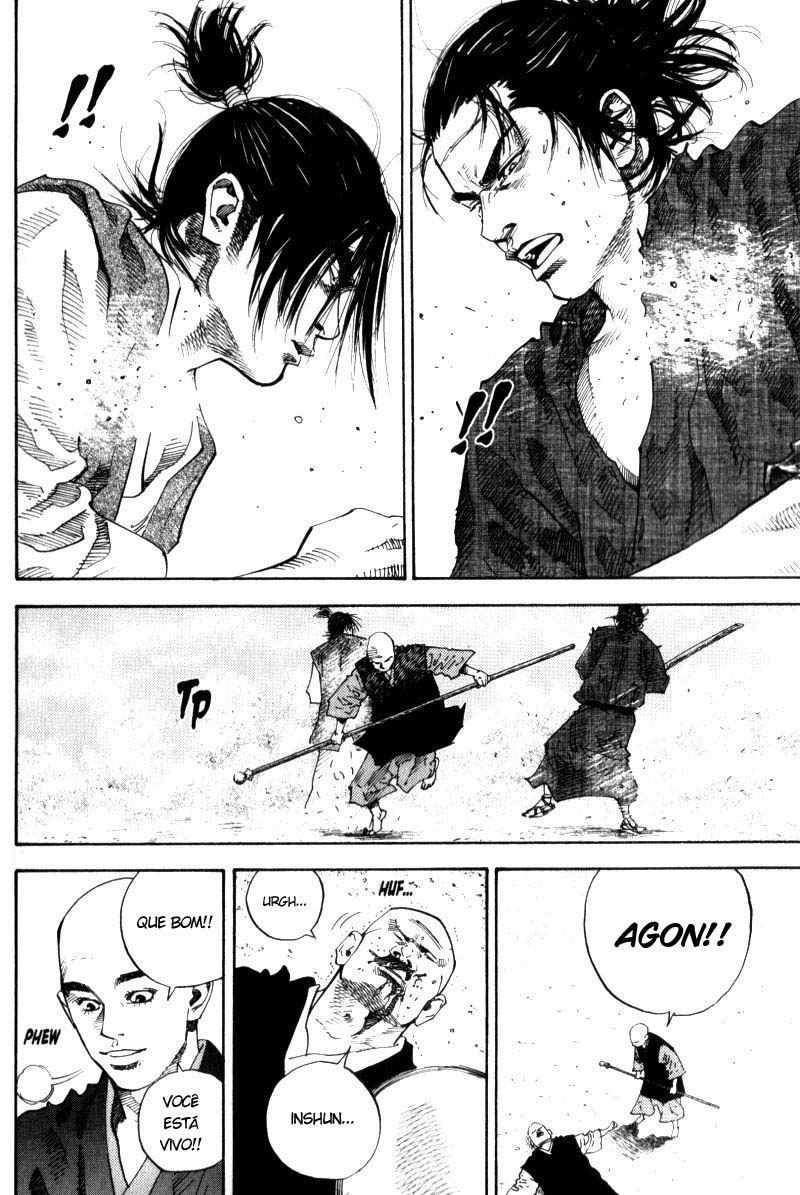 !!
!!
TP
AGON!!
URGH...
HUF...
INSHUN...
QUE BOM!!
PHEW
VOCÊ
ESTÁ
VIVO!!